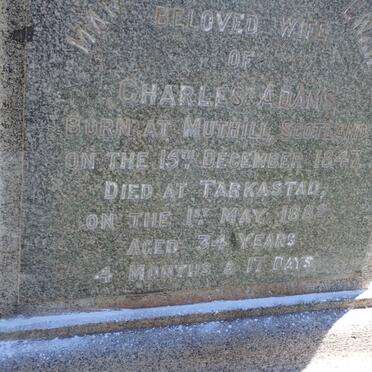 BELOVED WIFE
OF
CHARLES ADAMS
BORN AT MUTHILL, SCOTLAND
ON THE 15TH DECEMBER 1847,
DIED AT TARKASTAD,
ON THE 1ST MAY, 1882
AGED 34 YEARS
4 MONTHS & 17 DAYS